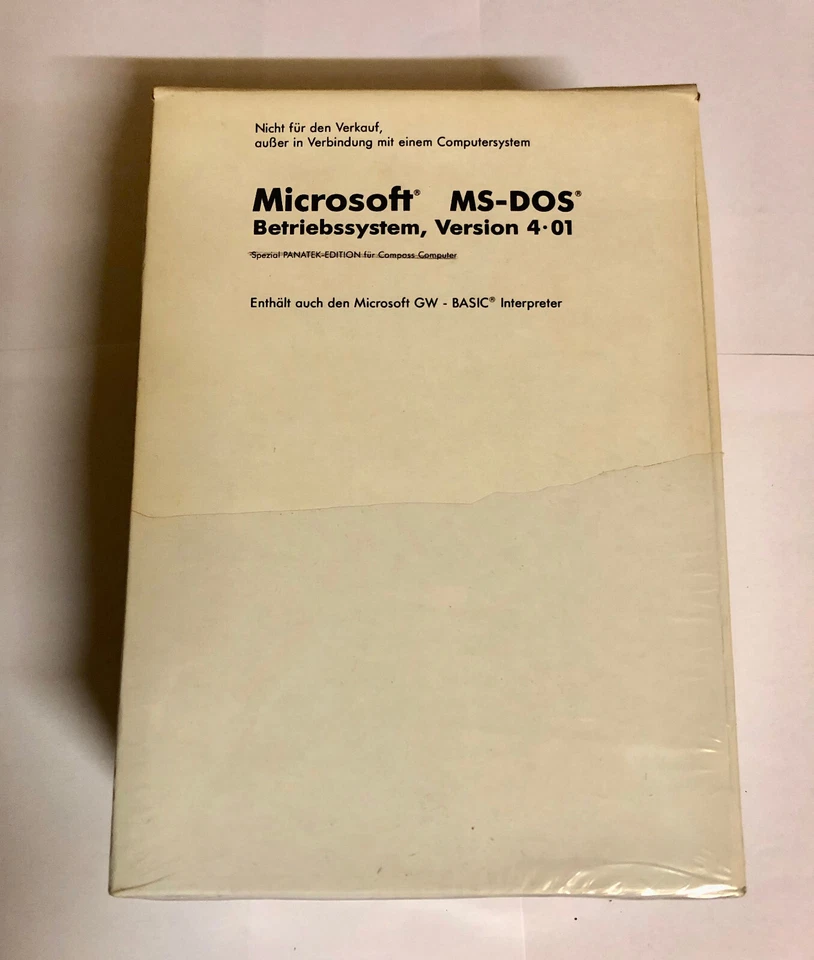 Nicht für den Verkauf,
außer in Verbindung mit einem Computersystem
Microsoft® MS-DOS®
Betriebssystem, Version 4·01
Spezial PANATEK-EDITION für Compass Computer
Enthält auch den Microsoft GW - BASIC® Interpreter